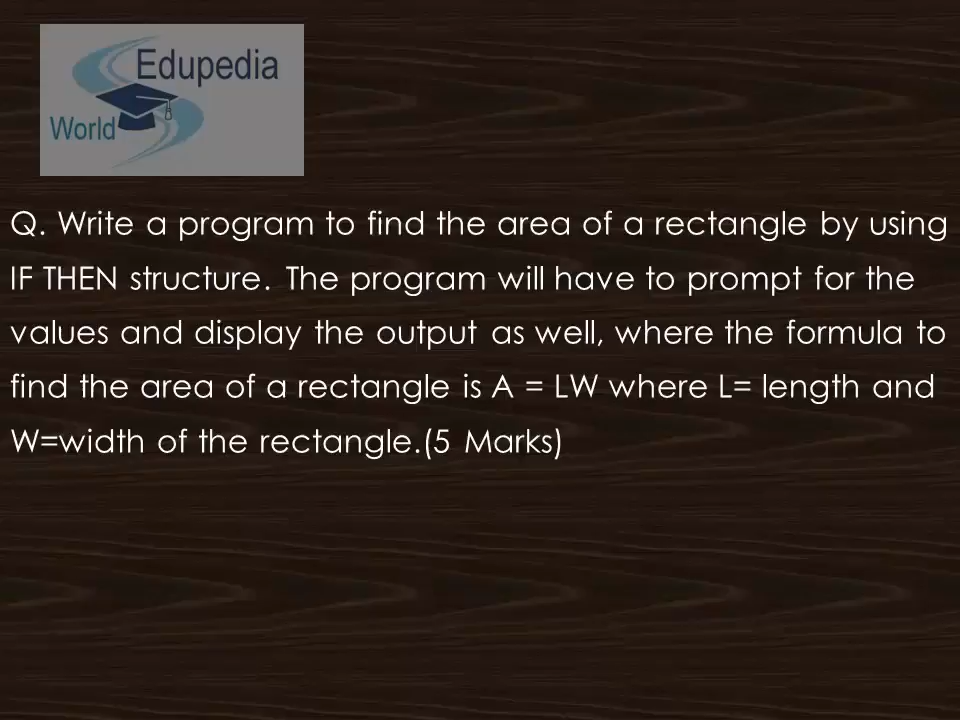 Edupedia
World
Q. Write a program to find the area of a rectangle by using
IF THEN structure. The program will have to prompt for the
values and display the output as well, where the formula to
find the area of a rectangle is A = LW where L= length and
W=width of the rectangle.(5 Marks)